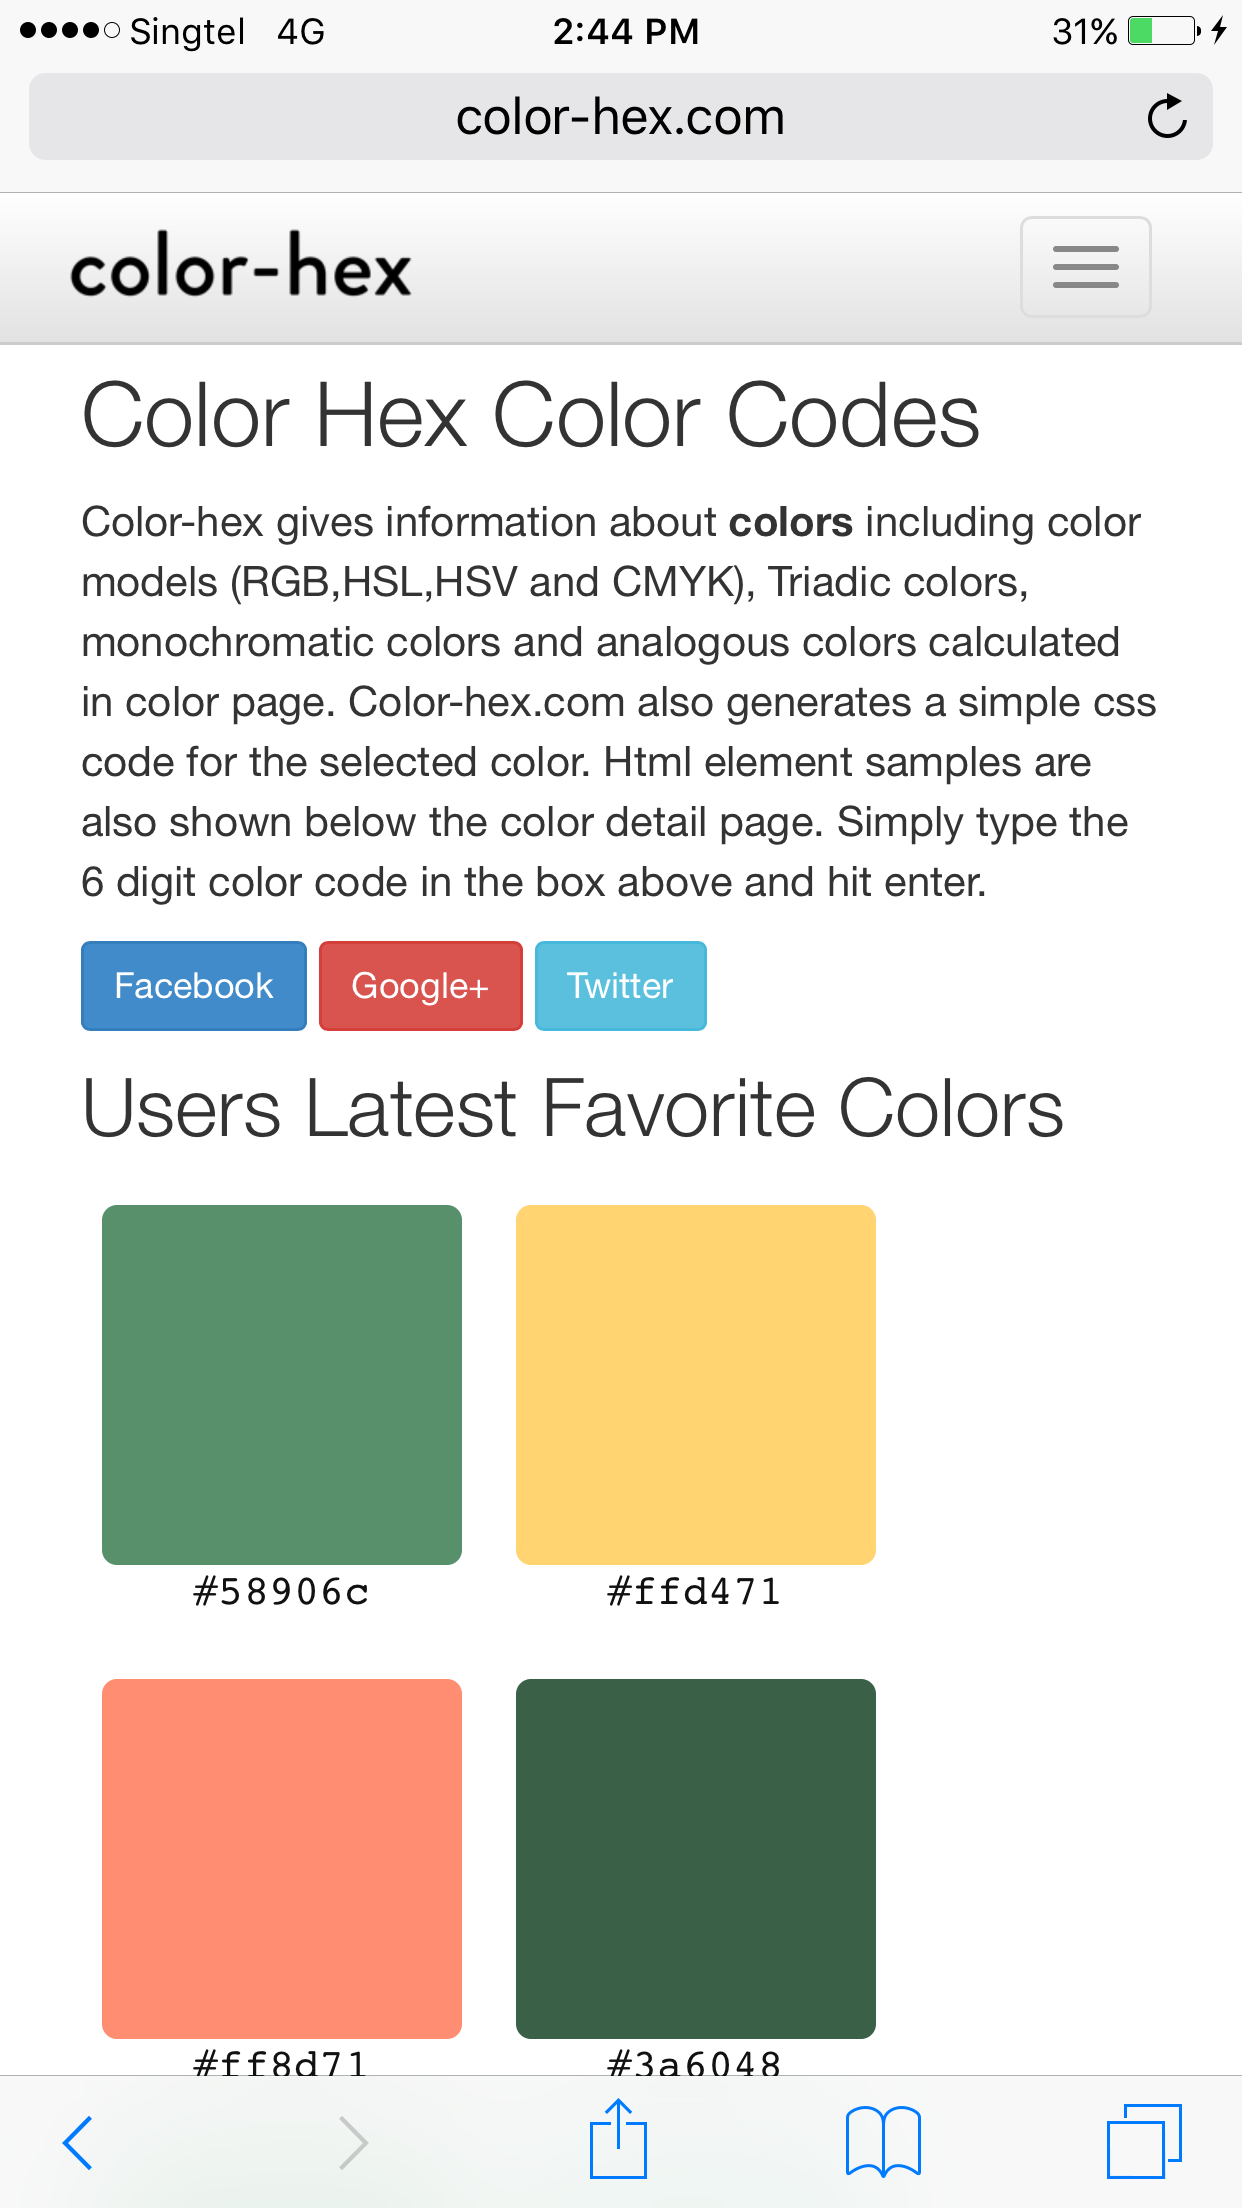 Singtel 4G 2:44 PM 31%
color-hex.com
color-hex
Color Hex Color Codes
Color-hex gives information about colors including color
models (RGB,HSL,HSV and CMYK), Triadic colors,
monochromatic colors and analogous colors calculated
in color page. Color-hex.com also generates a simple css
code for the selected color. Html element samples are
also shown below the color detail page. Simply type the
6 digit color code in the box above and hit enter.
Facebook Google+ Twitter
Users Latest Favorite Colors
#58906c #ffd471
#ff8d71 #3a6048